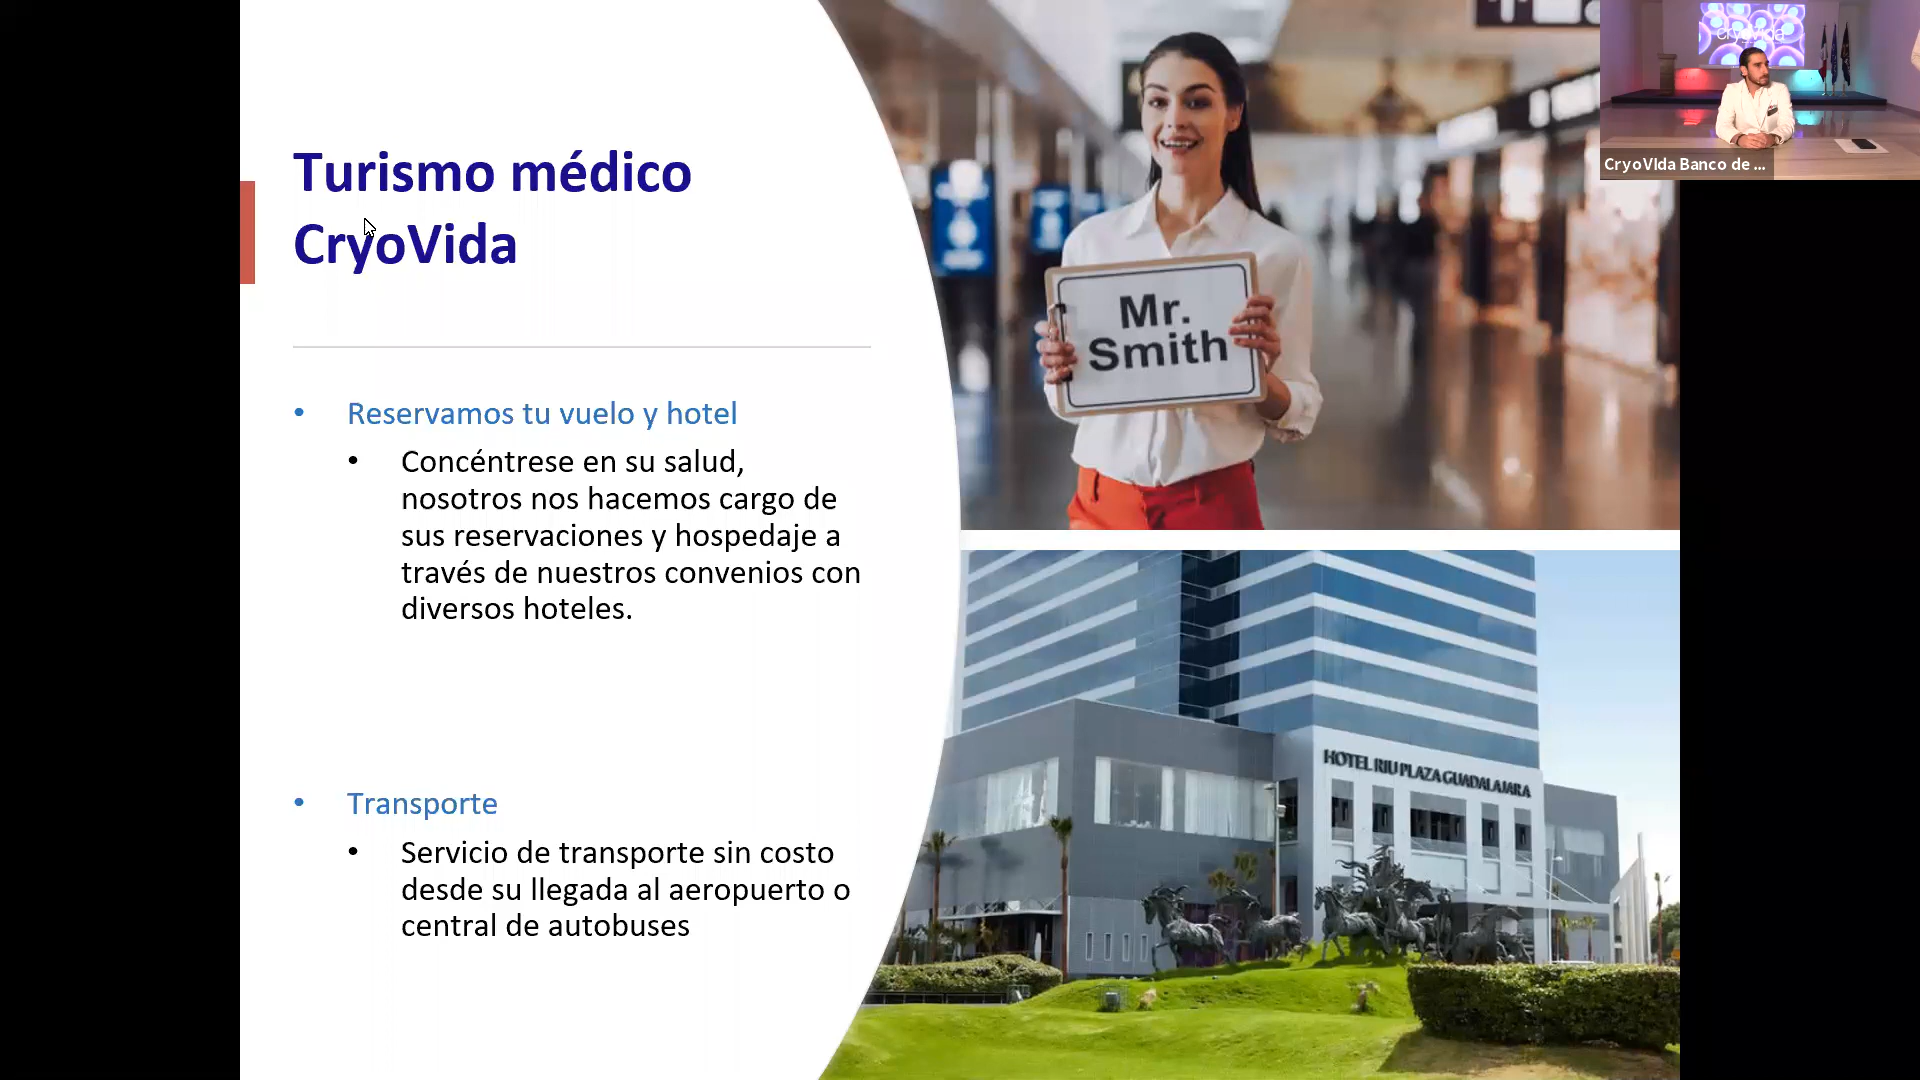 Turismo médico
CryoVida
• Reservamos tu vuelo y hotel
• Concéntrese en su salud,
nosotros nos hacemos cargo de
sus reservaciones y hospedaje a
través de nuestros convenios con
diversos hoteles.
• Transporte
• Servicio de transporte sin costo
desde su llegada al aeropuerto o
central de autobuses
Mr.
Smith
HOTEL RIU PLAZA GUADALAJARA
cryoVida
CryoVIda Banco de ...